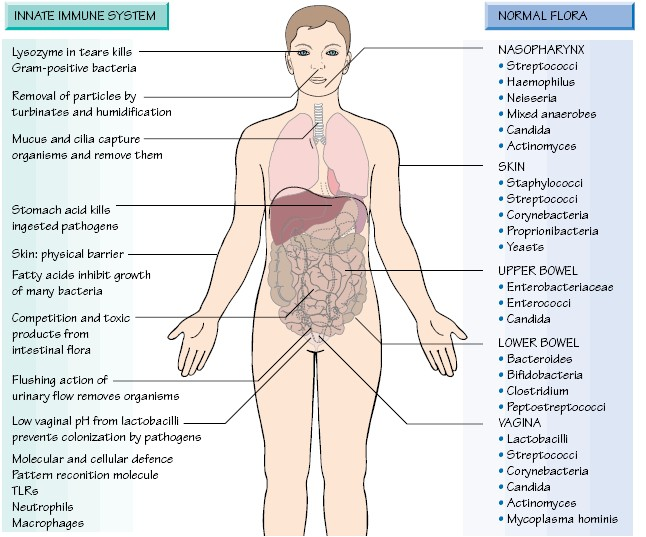 INNATE IMMUNE SYSTEM
Lysozyme in tears kills
Gram-positive bacteria
Removal of particles by
turbinates and humidification
Mucus and cilia capture
organisms and remove them
Stomach acid kills
ingested pathogens
Skin: physical barrier
Fatty acids inhibit growth
of many bacteria
Competition and toxic
products from
intestinal flora
Flushing action of
urinary flow removes organisms
Low vaginal pH from lactobacilli
prevents colonization by pathogens
Molecular and cellular defence
Pattern reconition molecule
TLRs
Neutrophils
Macrophages
NORMAL FLORA
NASOPHARYNX
• Streptococci
• Haemophilus
• Neisseria
• Mixed anaerobes
• Candida
• Actinomyces
SKIN
• Staphylococci
• Streptococci
• Corynebacteria
• Proprionibacteria
• Yeasts
UPPER BOWEL
• Enterobacteriaceae
• Enterococci
• Candida
LOWER BOWEL
• Bacteroides
• Bifidobacteria
• Clostridium
• Peptostreptococci
VAGINA
• Lactobacilli
• Streptococci
• Corynebacteria
• Candida
• Actinomyces
• Mycoplasma hominis